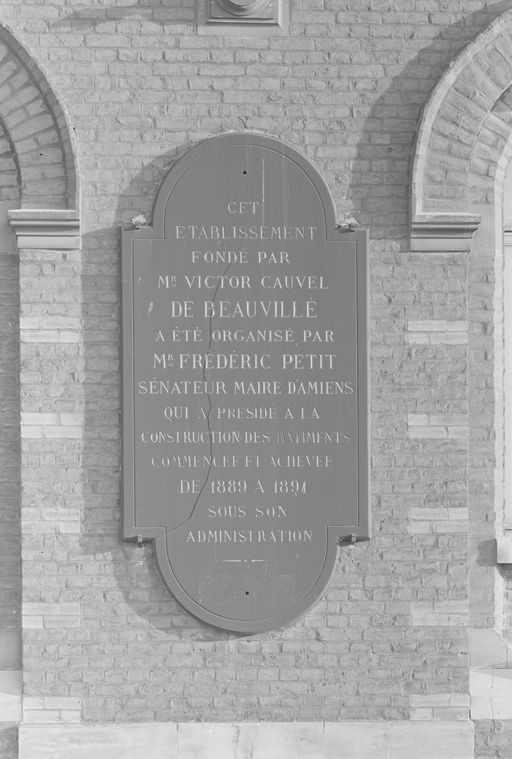 CET
ÉTABLISSEMENT
FONDÉ PAR
MR VICTOR CAUVEL
DE BEAUVILLÉ
A ÉTÉ ORGANISÉ PAR
MR FRÉDÉRIC PETIT
SÉNATEUR MAIRE D'AMIENS
QUI A PRESIDÉ À LA
CONSTRUCTION DES BATIMENTS
COMMENCÉE ET ACHEVÉE
DE 1889 A 1894
SOUS SON
ADMINISTRATION